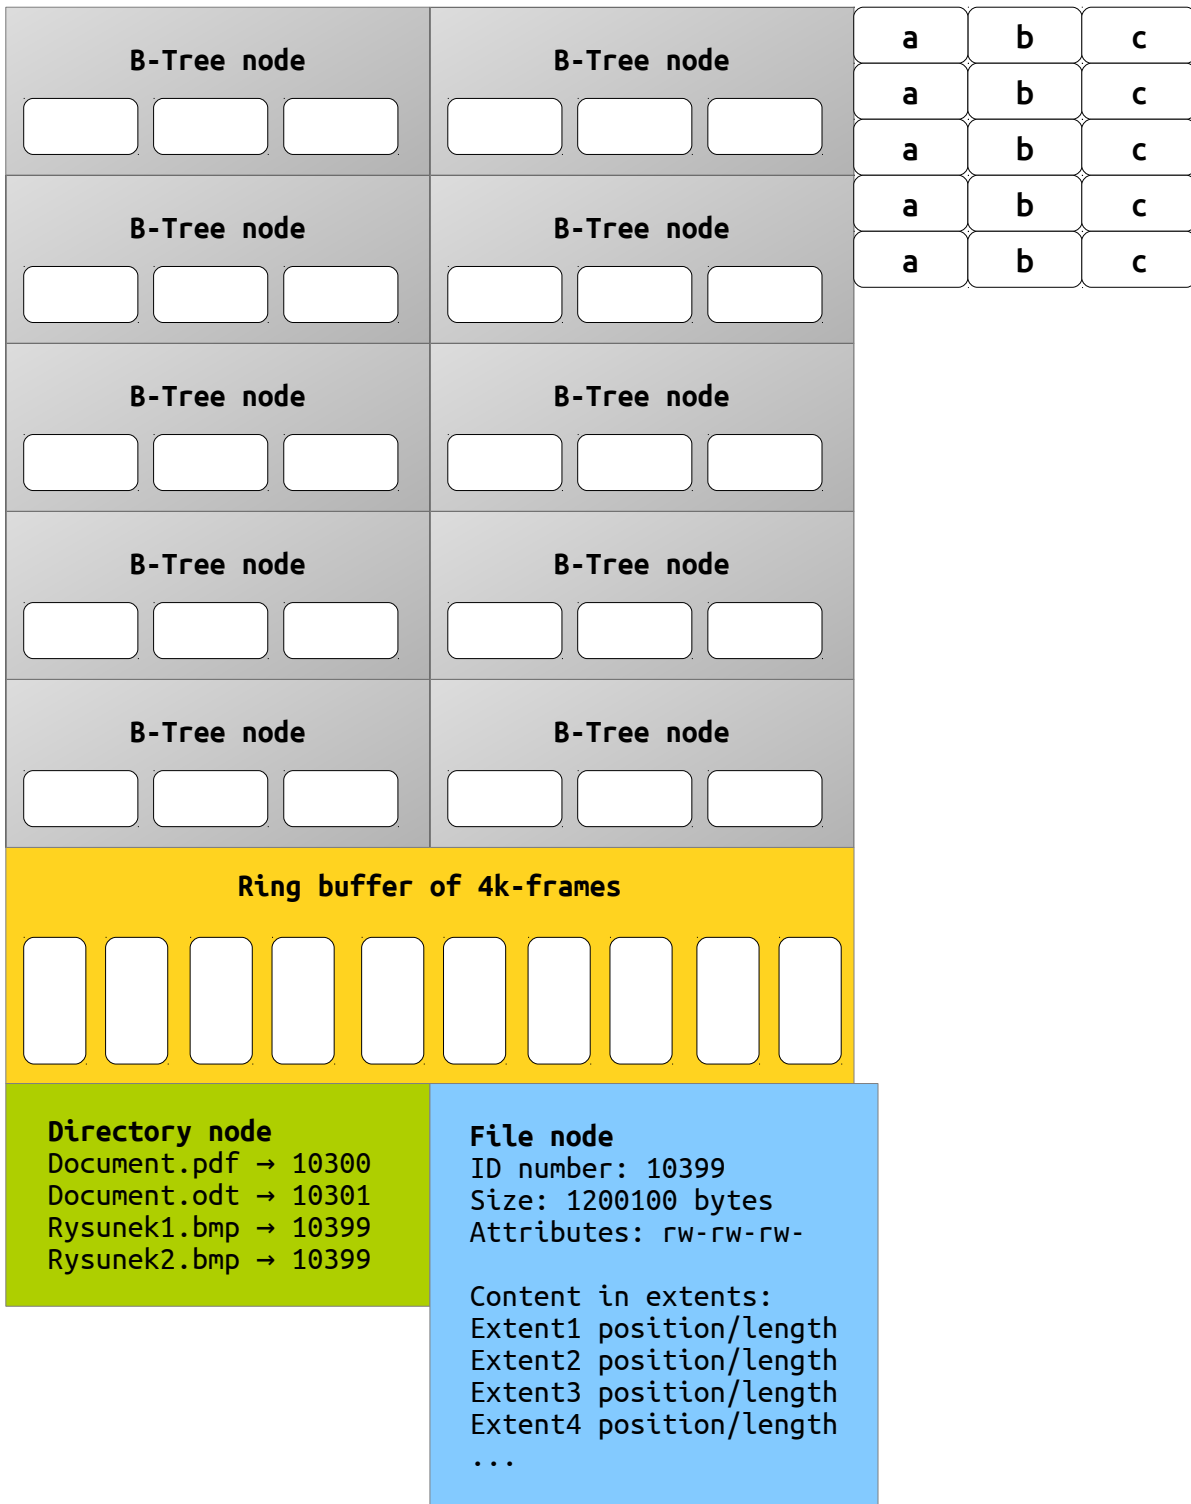 B-Tree node B-Tree node
a b c
a b c
a b c
a b c
a b c
B-Tree node B-Tree node
B-Tree node B-Tree node
B-Tree node B-Tree node
B-Tree node B-Tree node
Ring buffer of 4k-frames
Directory node
Document.pdf → 10300
Document.odt → 10301
Rysunek1.bmp → 10399
Rysunek2.bmp → 10399
File node
ID number: 10399
Size: 1200100 bytes
Attributes: rw-rw-rw-
Content in extents:
Extent1 position/length
Extent2 position/length
Extent3 position/length
Extent4 position/length
...